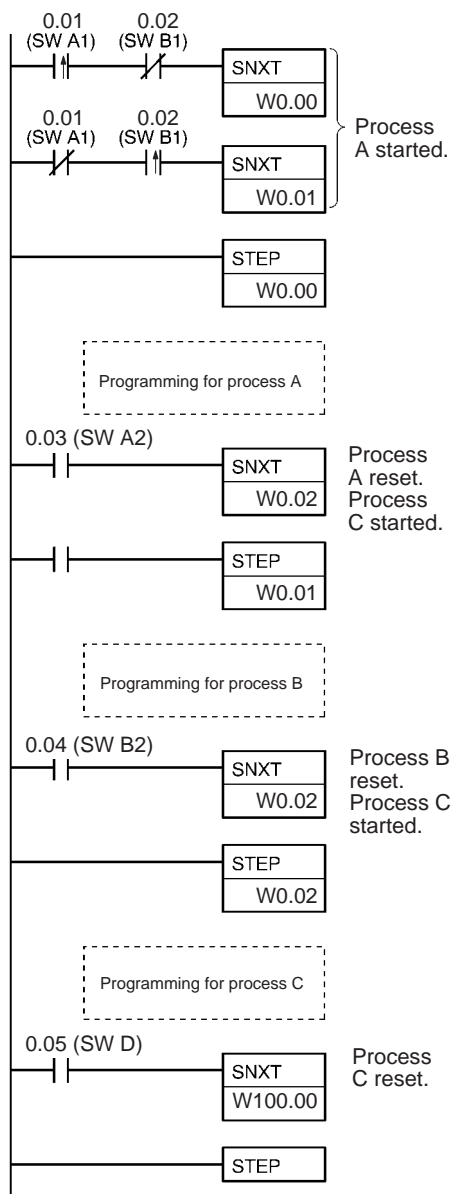 0.01 0.02
(SW A1) (SW B1)
SNXT
W0.00
0.01 0.02
(SW A1) (SW B1)
SNXT
W0.01
Process
A started.
STEP
W0.00
Programming for process A
0.03 (SW A2)
SNXT
W0.02
Process
A reset.
Process
C started.
STEP
W0.01
Programming for process B
0.04 (SW B2)
SNXT
W0.02
Process B
reset.
Process C
started.
STEP
W0.02
Programming for process C
0.05 (SW D)
SNXT
W100.00
Process
C reset.
STEP